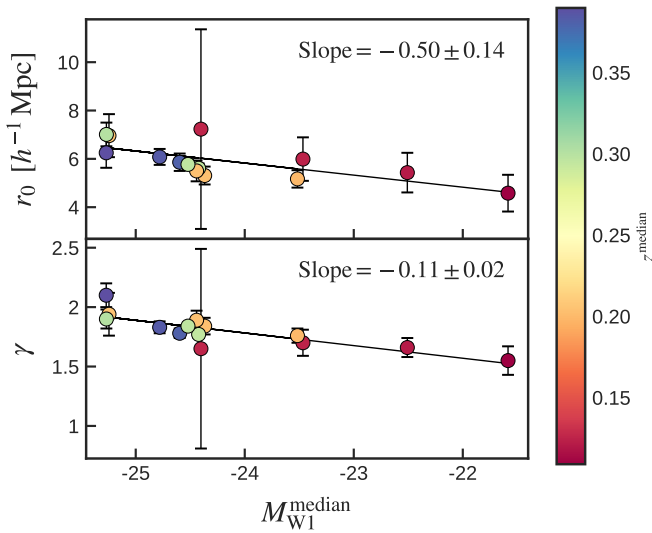 Slope = −0.50 ± 0.14
r₀ [h⁻¹ Mpc]
10
8
6
4
Slope = −0.11 ± 0.02
γ
2.5
2
1.5
1
-25
-24
-23
-22
M_W1^median
0.35
0.30
0.25
0.20
0.15
z^median